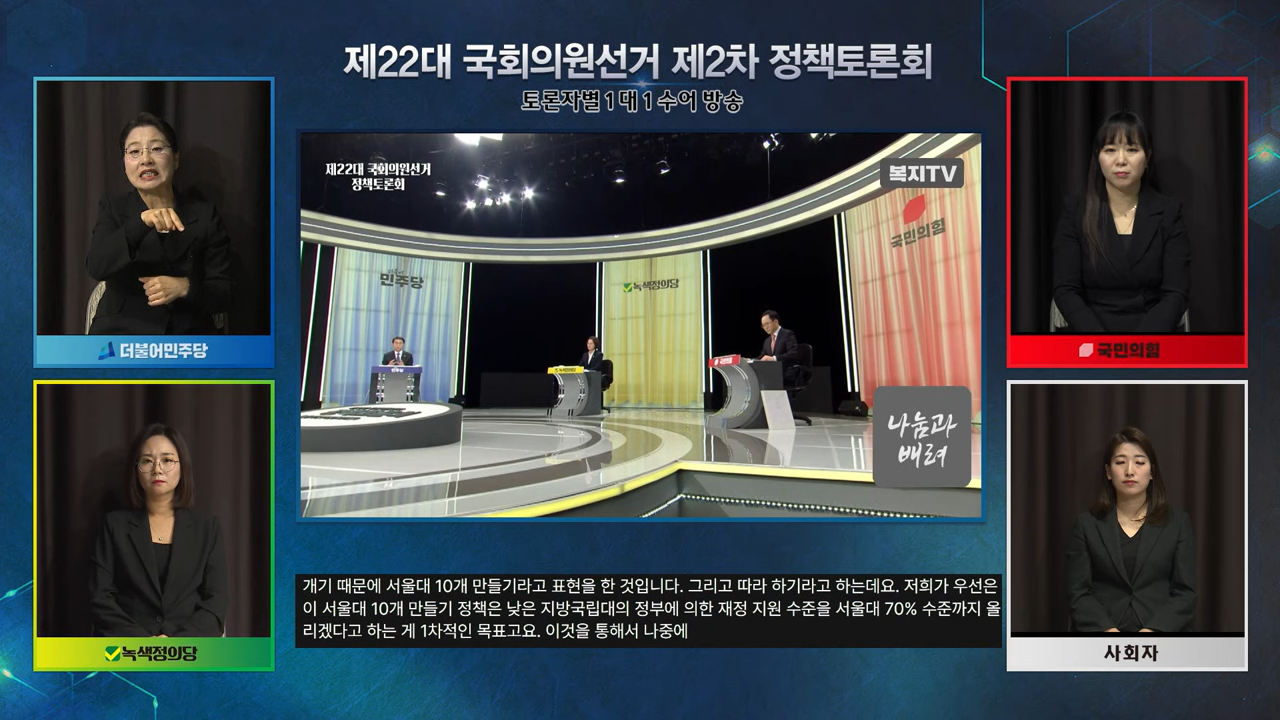 제22대 국회의원선거 제2차 정책토론회
토론자별 1대1 수어 방송
제22대 국회의원선거
정책토론회
복지TV
국민의힘
민주당
녹색정의당
나눔과
배려
더불어민주당
국민의힘
녹색정의당
사회자
개기 때문에 서울대 10개 만들기라고 표현을 한 것입니다. 그리고 따라 하기라고 하는데요. 저희가 우선은
이 서울대 10개 만들기 정책은 낮은 지방국립대의 정부에 의한 재정 지원 수준을 서울대 70% 수준까지 올
리겠다고 하는 게 1차적인 목표고요. 이것을 통해서 나중에